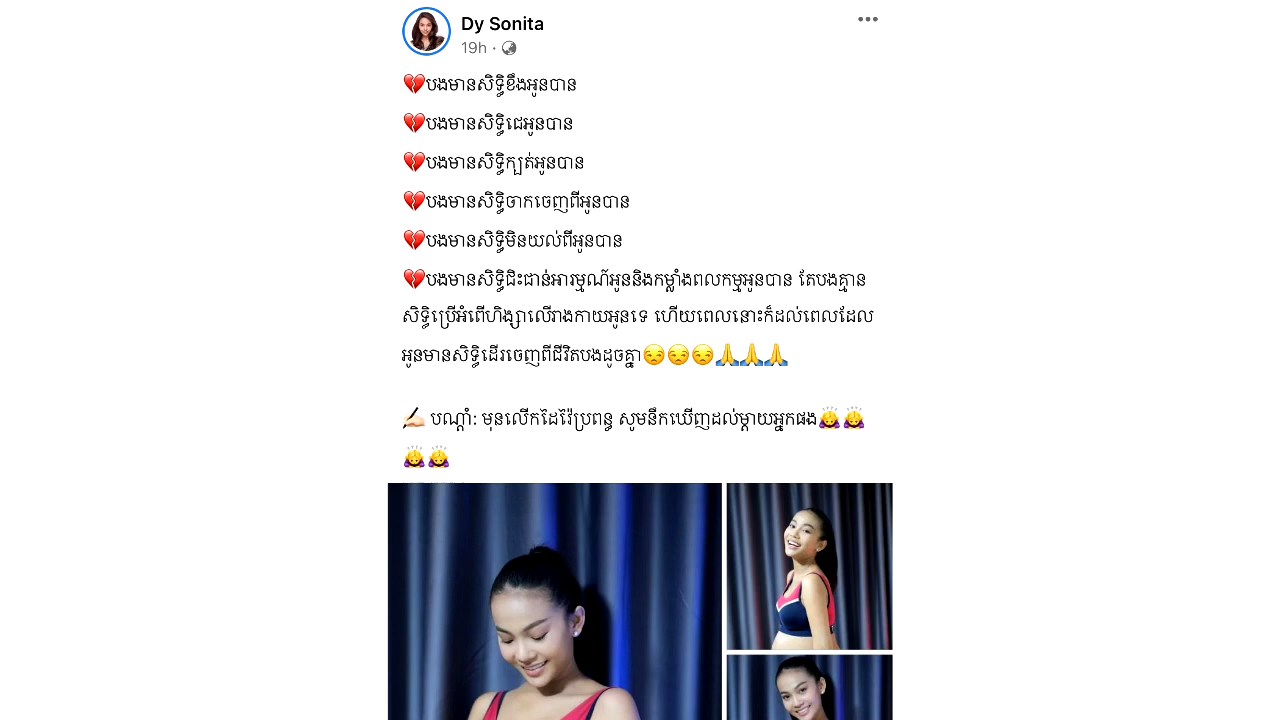 Dy Sonita
19h ·
💔បងមានសិទ្ធិខឹងអូនបាន
💔បងមានសិទ្ធិជេអូនបាន
💔បងមានសិទ្ធិក្បត់អូនបាន
💔បងមានសិទ្ធិចាកចេញពីអូនបាន
💔បងមានសិទ្ធិមិនយល់ពីអូនបាន
💔បងមានសិទ្ធិជិះជាន់អារម្មណ៍អូននិងកម្លាំងពលកម្មអូនបាន តែបងគ្មាន
សិទ្ធិប្រើអំពើហិង្សាលើរាងកាយអូនទេ ហើយពេលនោះក៏ដល់ពេលដែល
អូនមានសិទ្ធិដើរចេញពីជីវិតបងដូចគ្នា😒😒😒🙏🙏🙏
✍🏻 បណ្ដាំ: មុនលើកដៃវ៉ៃប្រពន្ធ សូមនឹកឃើញដល់ម្ដាយអ្នកផង🙇‍♀️🙇‍♀️
🙇‍♀️🙇‍♀️